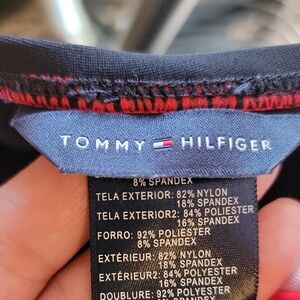 TOMMY HILFIGER
8% SPANDEX
TELA EXTERIOR: 82% NYLON
18% SPANDEX
TELA EXTERIOR2: 84% POLIESTER
16% SPANDEX
FORRO: 92% POLIESTER
8% SPANDEX
EXTÉRIEUR: 82% NYLON
18% SPANDEX
EXTÉRIEUR2: 84% POLYESTER
16% SPANDEX
DOUBLURE: 92% POLYESTER